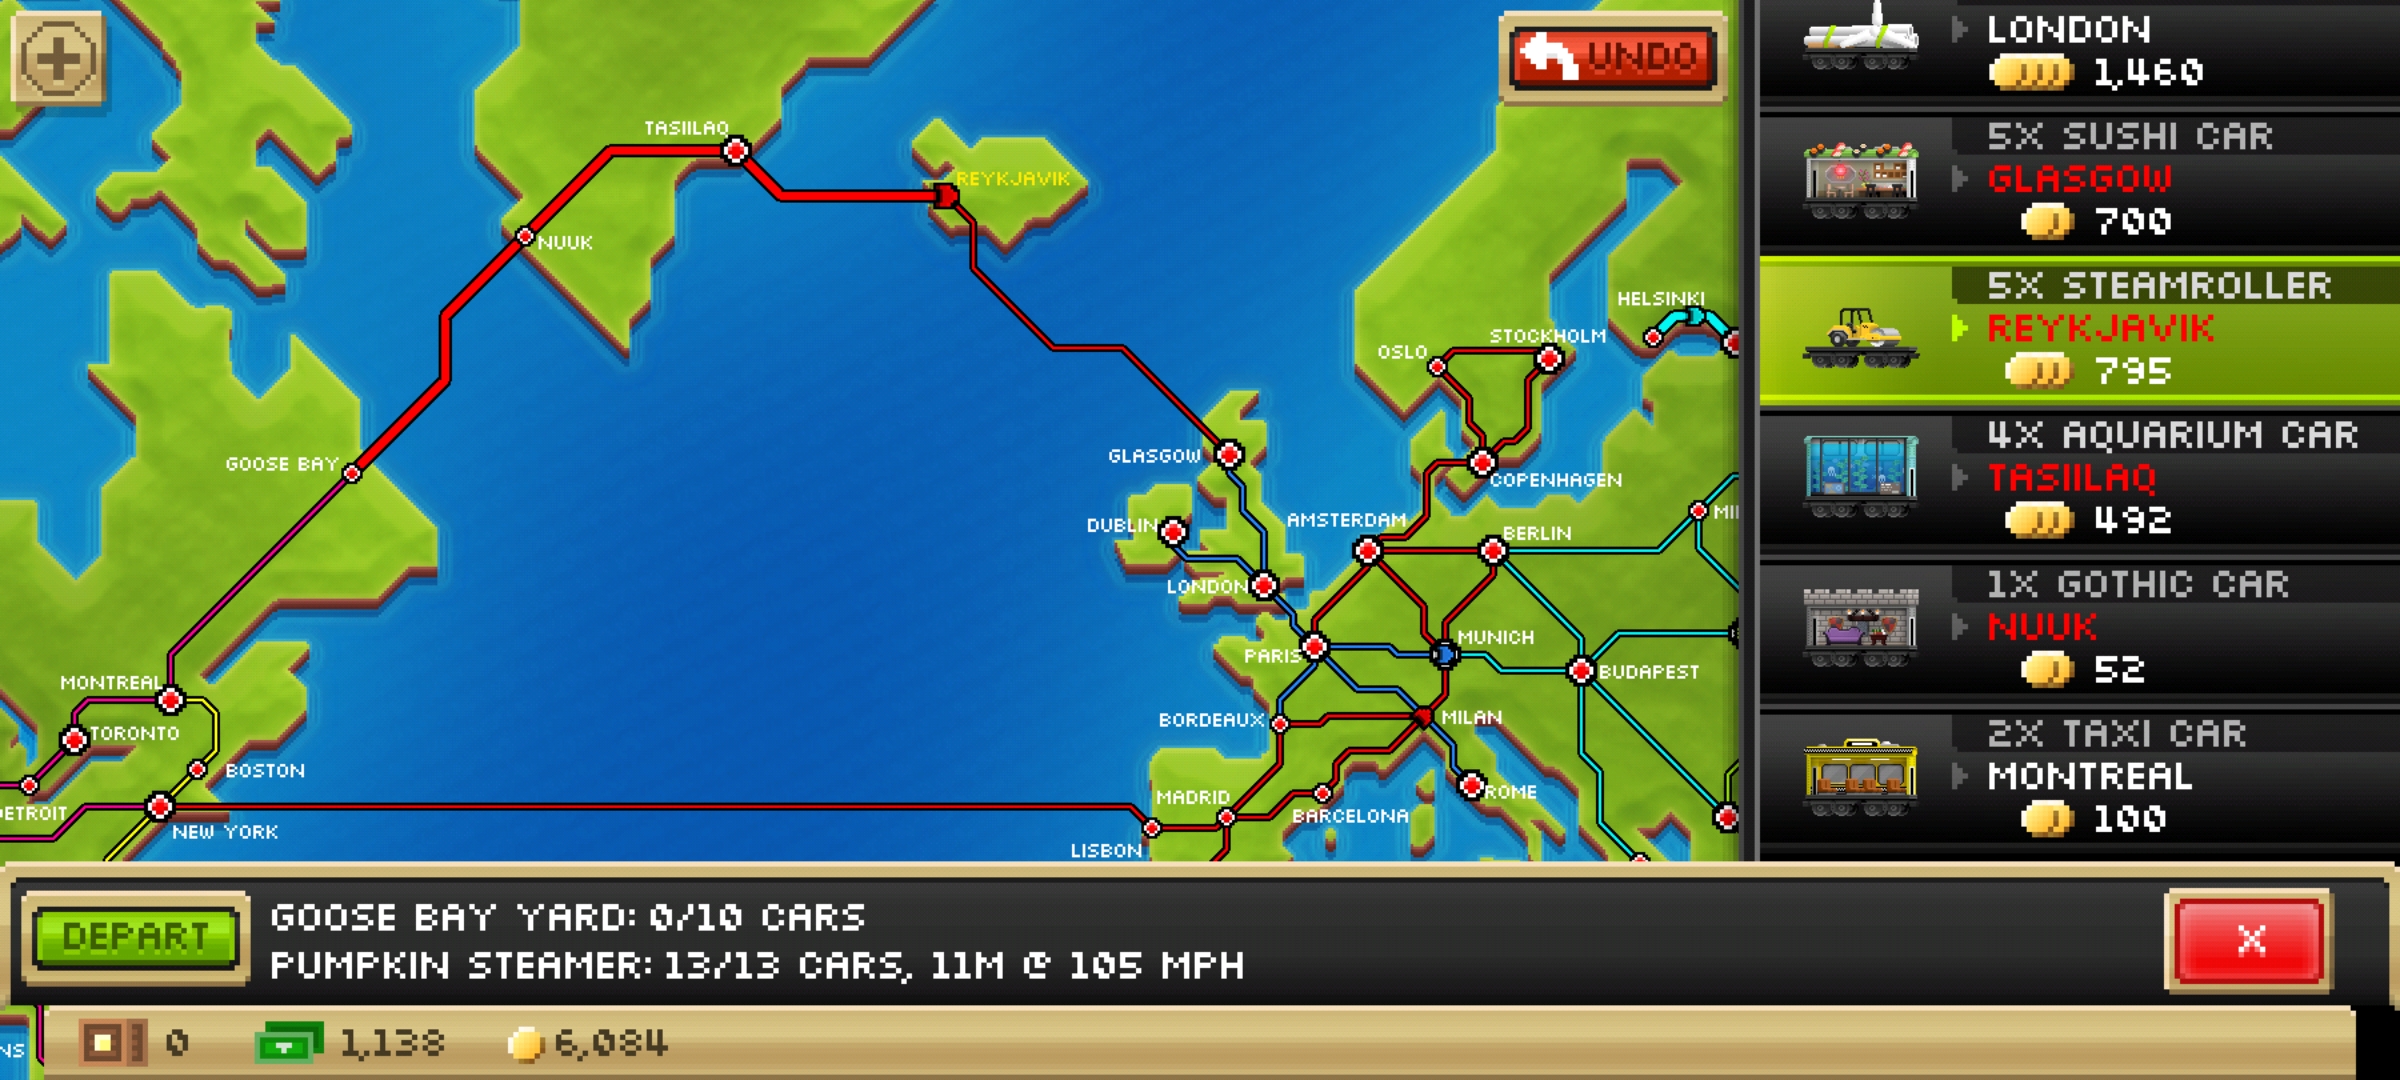 UNDO
TASIILAQ
REYKJAVIK
NUUK
GOOSE BAY
HELSINKI
STOCKHOLM
OSLO
GLASGOW
COPENHAGEN
DUBLIN
AMSTERDAM
BERLIN
MI
LONDON
MUNICH
PARIS
BUDAPEST
MONTREAL
TORONTO
BORDEAUX
MILAN
BOSTON
ETROIT
NEW YORK
MADRID
ROME
BARCELONA
LISBON
LONDON
1,460
5X SUSHI CAR
GLASGOW
700
5X STEAMROLLER
REYKJAVIK
795
4X AQUARIUM CAR
TASIILAQ
492
1X GOTHIC CAR
NUUK
52
2X TAXI CAR
MONTREAL
100
DEPART
GOOSE BAY YARD: 0/10 CARS
PUMPKIN STEAMER: 13/13 CARS, 11M @ 105 MPH
X
NS
0
1,138
6,084